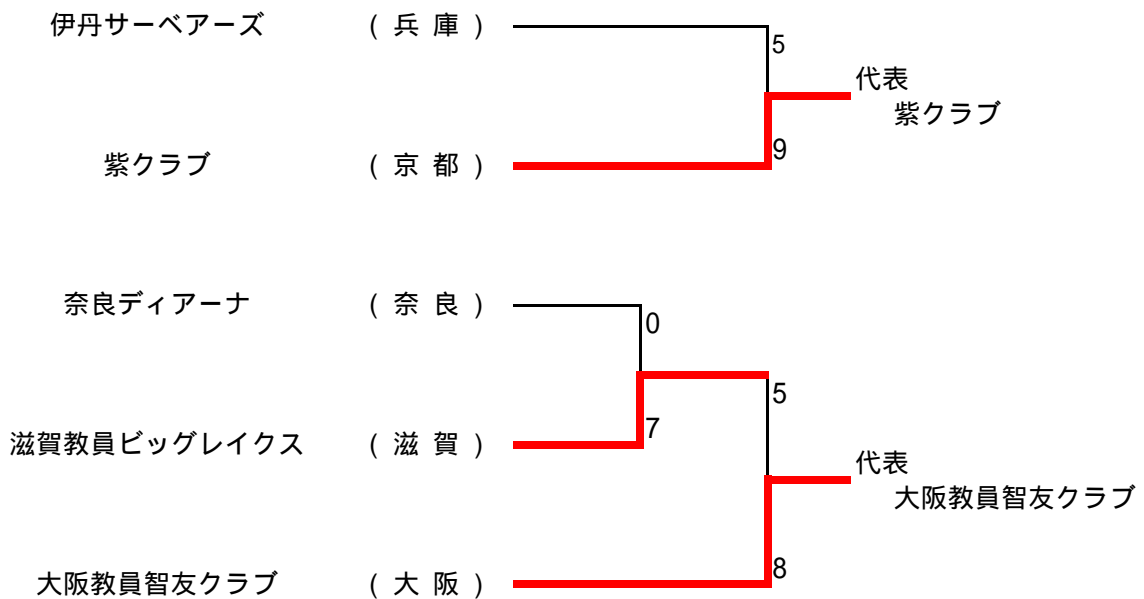 伊丹サーベアーズ (兵庫)
5
代表
紫クラブ
紫クラブ (京都)
9
奈良ディアーナ (奈良)
0
5
滋賀教員ビッグレイクス (滋賀)
7
代表
大阪教員智友クラブ
大阪教員智友クラブ (大阪)
8